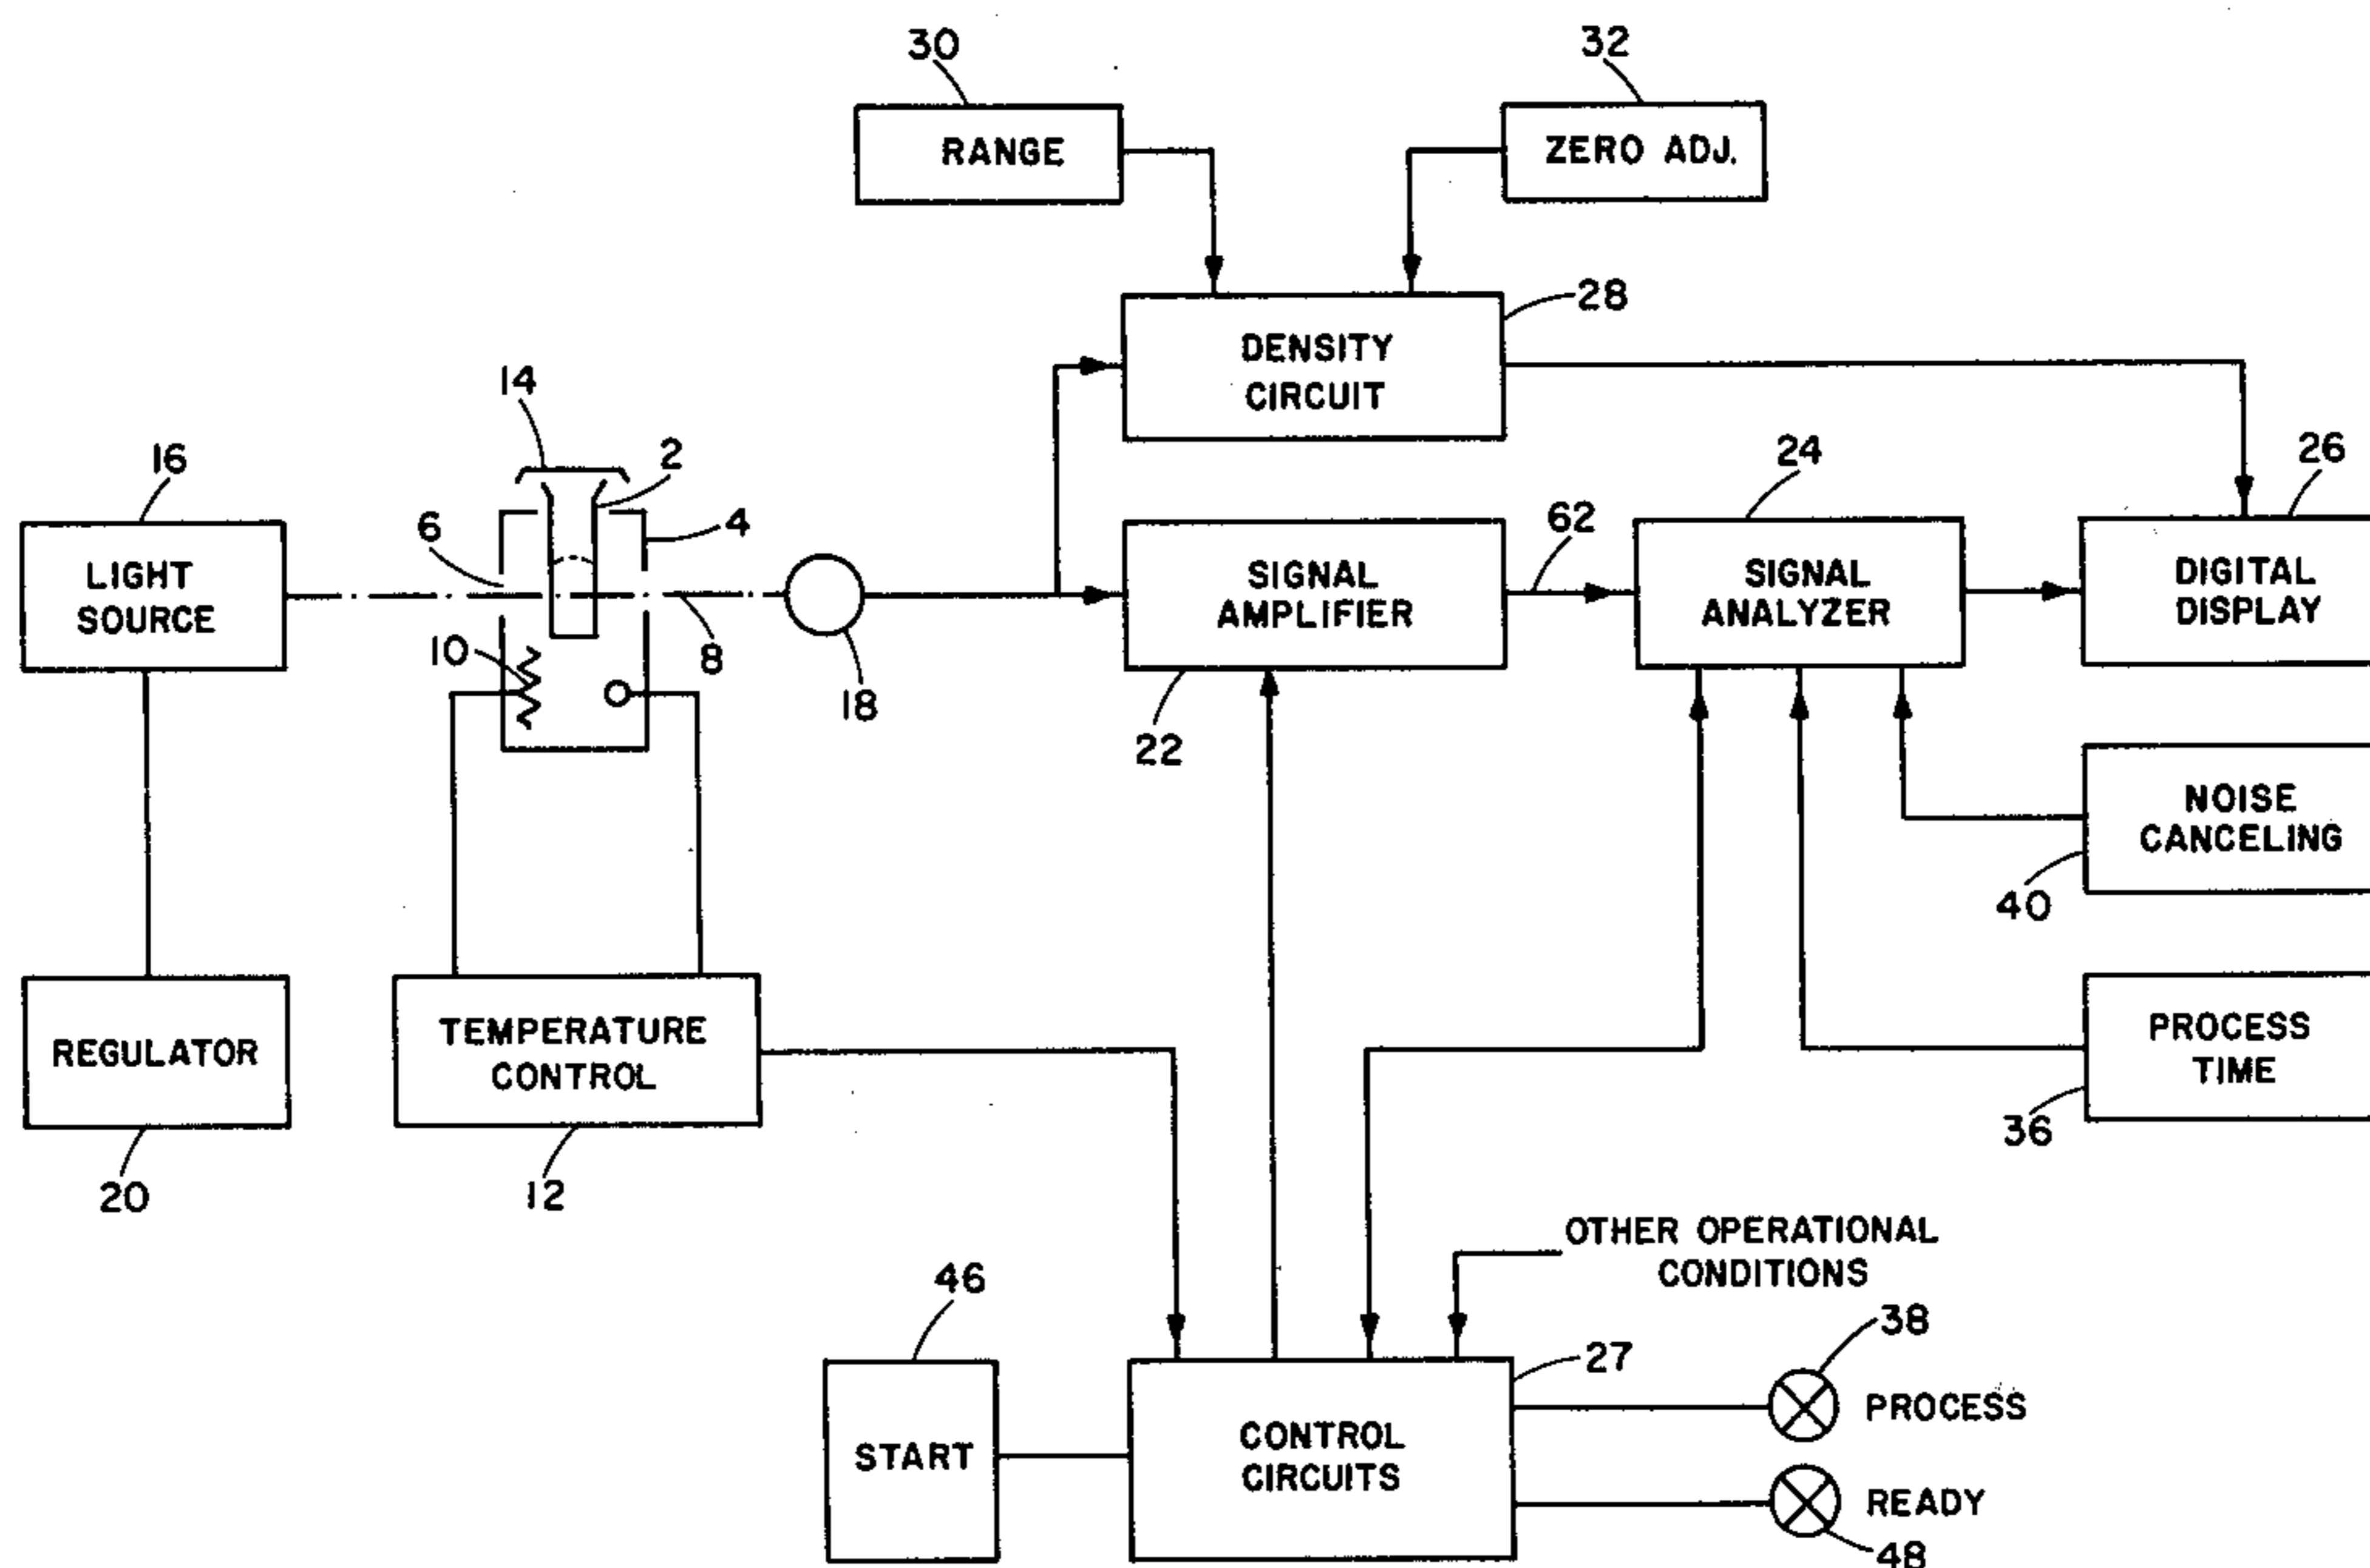 30
32
RANGE
ZERO ADJ.
28
DENSITY
CIRCUIT
14
2
16
24
26
6
4
62
LIGHT
SOURCE
SIGNAL
AMPLIFIER
SIGNAL
ANALYZER
DIGITAL
DISPLAY
10
8
18
22
NOISE
CANCELING
40
REGULATOR
TEMPERATURE
CONTROL
PROCESS
TIME
36
20
12
OTHER OPERATIONAL
CONDITIONS
46
38
27
PROCESS
START
CONTROL
CIRCUITS
READY
48